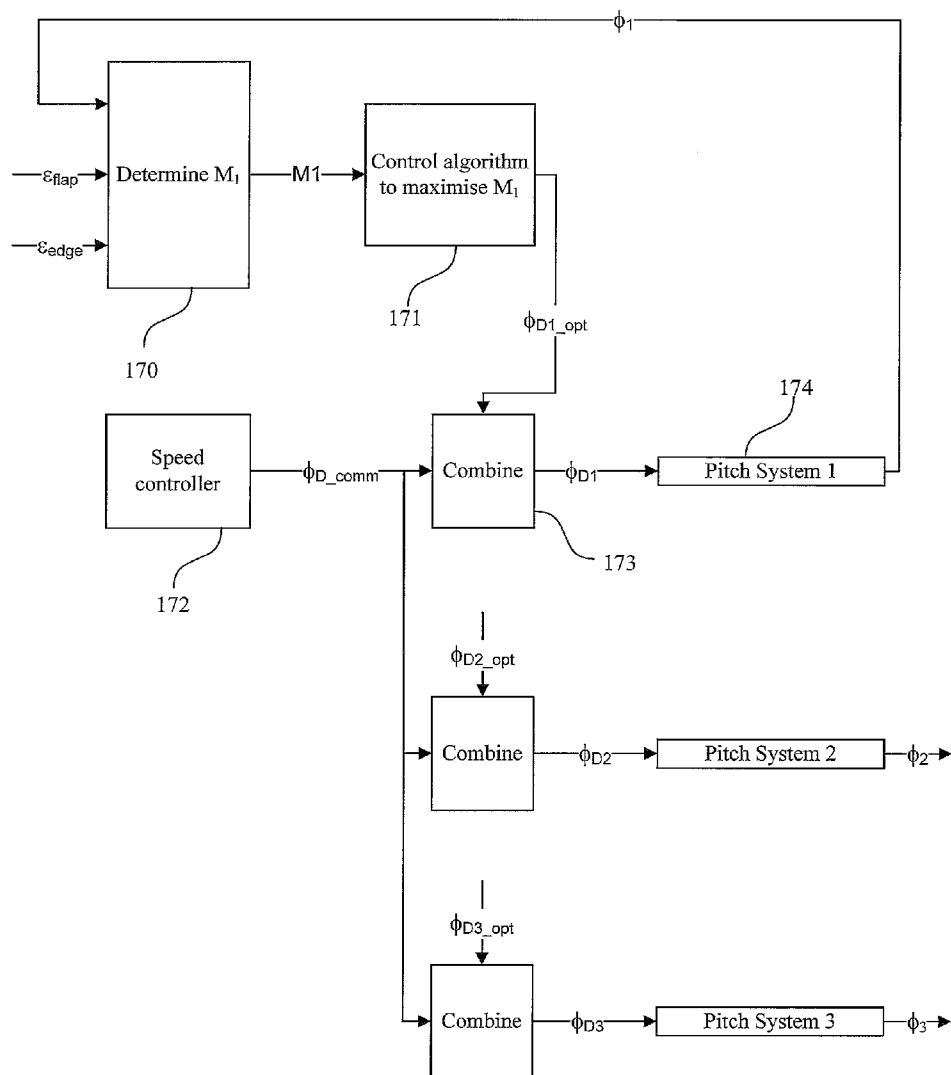 ϕ1
Determine M1
εflap
εedge
M1
Control algorithm
to maximise M1
170
171
ϕD1_opt
174
Speed
controller
ϕD_comm
Combine
ϕD1
Pitch System 1
172
173
ϕD2_opt
Combine
ϕD2
Pitch System 2
ϕ2
ϕD3_opt
Combine
ϕD3
Pitch System 3
ϕ3